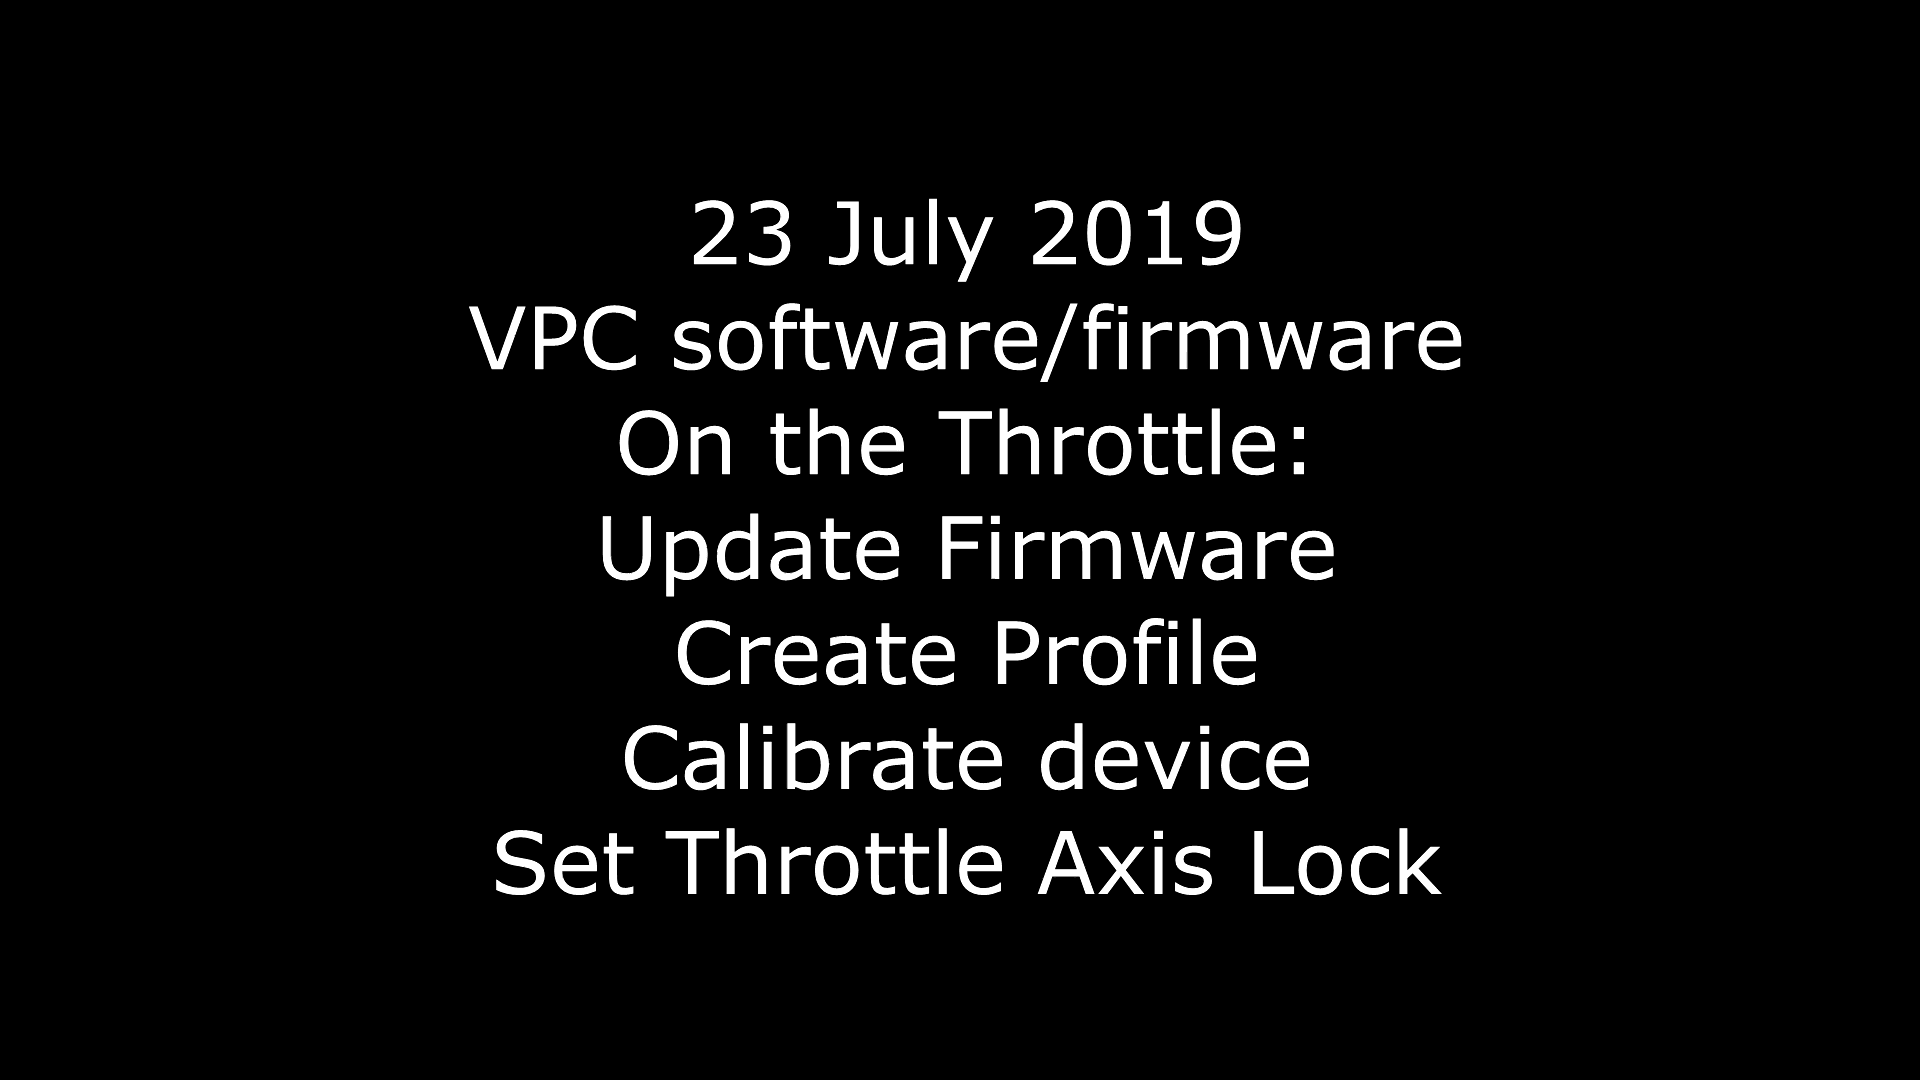 23 July 2019
VPC software/firmware
On the Throttle:
Update Firmware
Create Profile
Calibrate device
Set Throttle Axis Lock